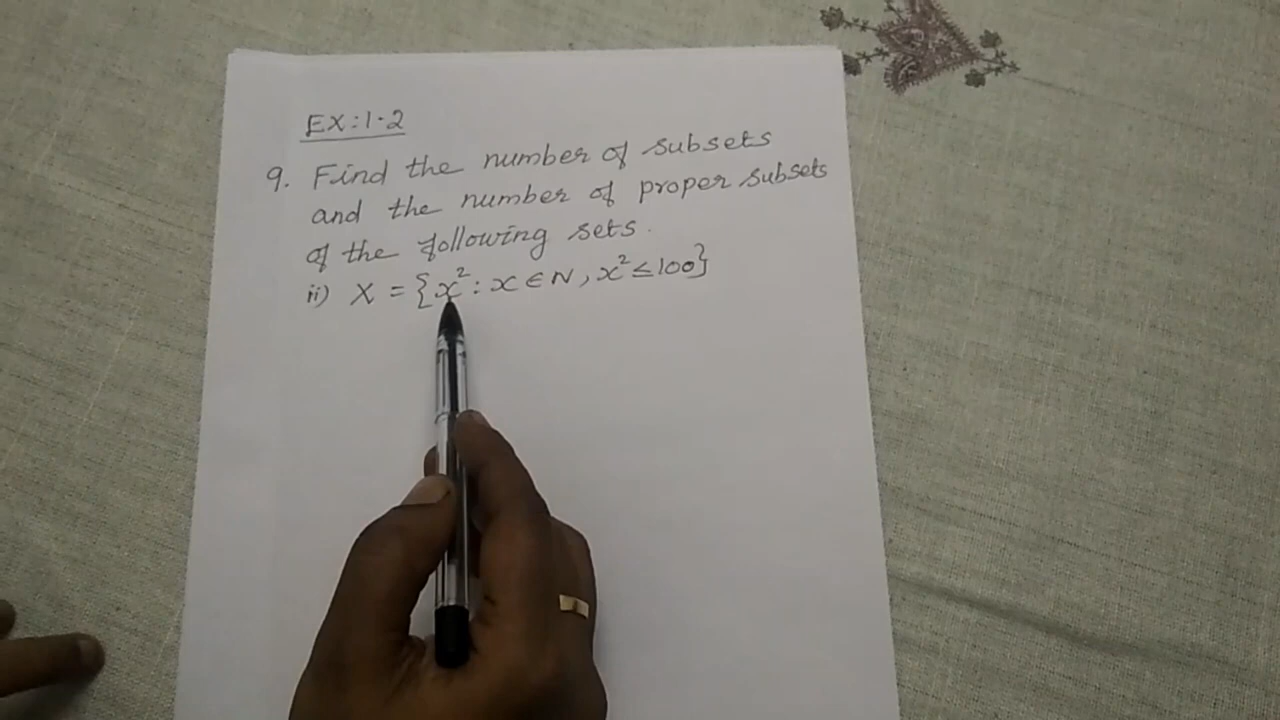 EX:1.2
9. Find the number of subsets
and the number of proper subsets
of the following sets.
ii) X = {x² : x ∈ N, x² ≤ 100}